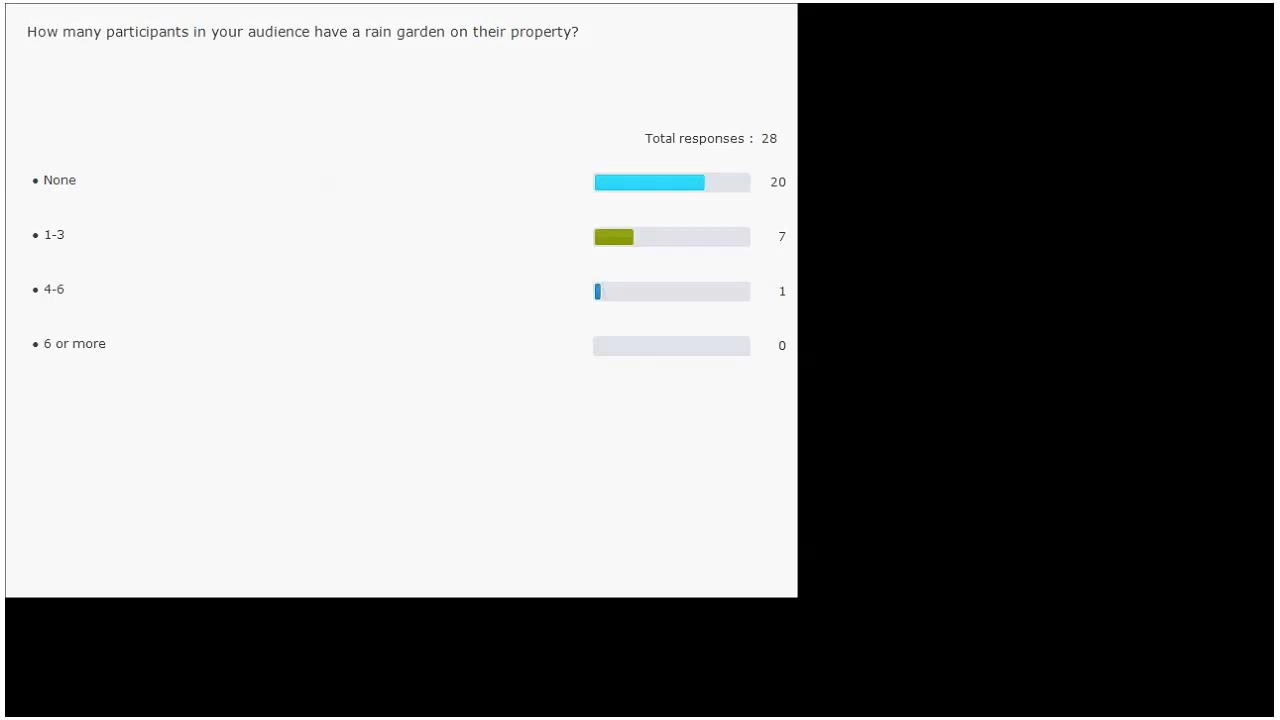 How many participants in your audience have a rain garden on their property?
Total responses : 28
• None 20
• 1-3 7
• 4-6 1
• 6 or more 0